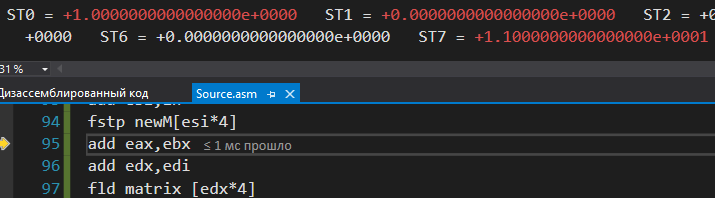 ST0 = +1.0000000000000000e+0000 ST1 = +0.0000000000000000e+0000 ST2 = +0
+0000 ST6 = +0.0000000000000000e+0000 ST7 = +1.1000000000000000e+0001
31 %
Дизассемблированный код Source.asm
94 fstp newM[esi*4]
95 add eax,ebx ≤ 1 мс прошло
96 add edx,edi
97 fld matrix [edx*4]